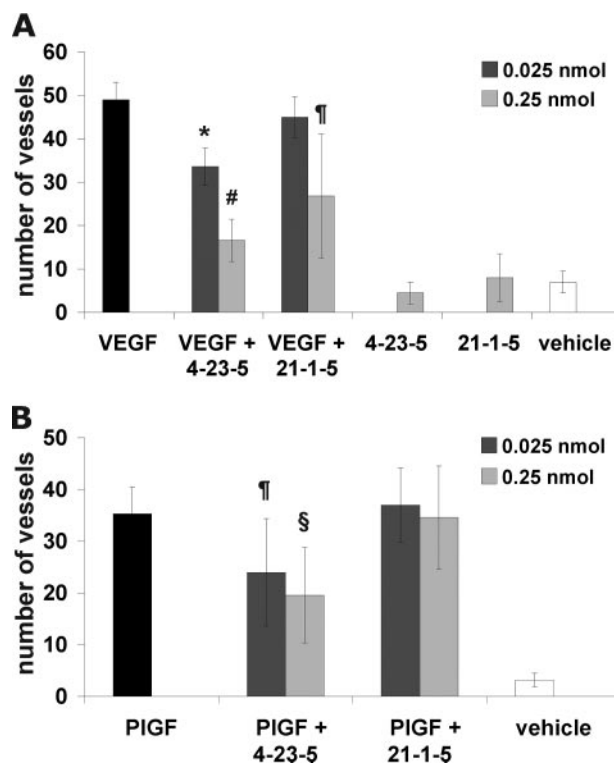 A
60
50
40
30
20
10
0
number of vessels
0.025 nmol
0.25 nmol
*
#
¶
VEGF
VEGF +
4-23-5
VEGF +
21-1-5
4-23-5
21-1-5
vehicle
B
50
40
30
20
10
0
number of vessels
0.025 nmol
0.25 nmol
¶
§
PlGF
PlGF +
4-23-5
PlGF +
21-1-5
vehicle